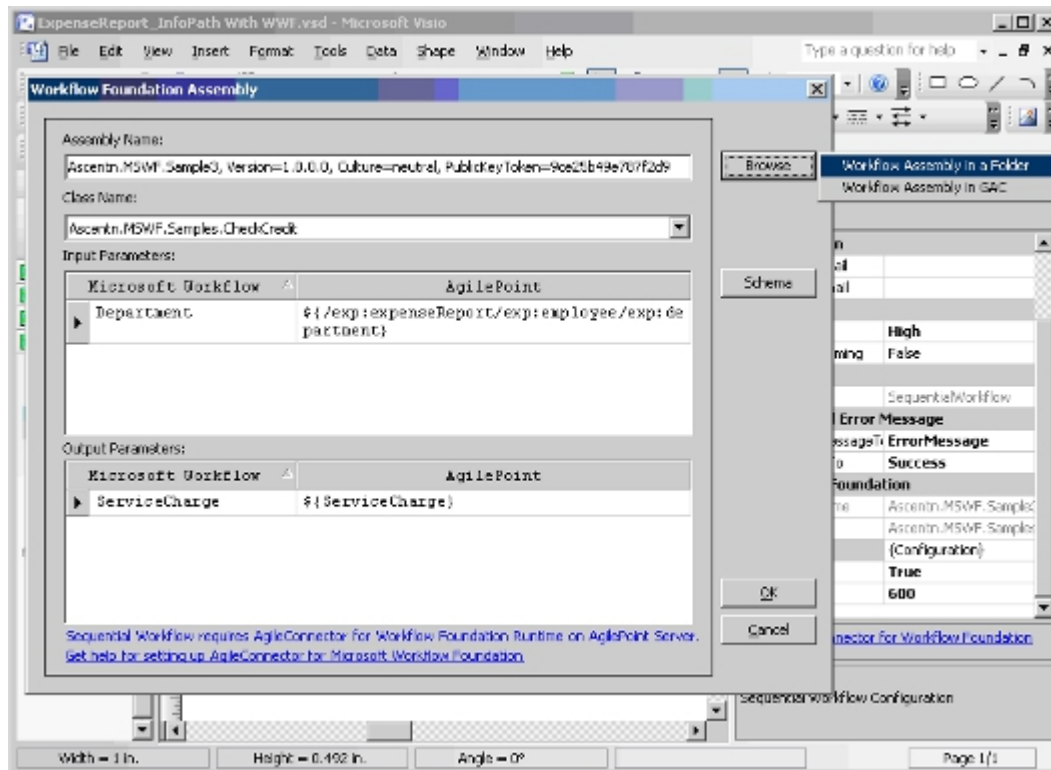 ExpenseReport_InfoPath With WWF.vsd - Microsoft Visio
File Edit View Insert Format Tools Data Shape Window Help Type a question for help
Workflow Foundation Assembly
Assembly Name:
Ascentn.MSWF.Sample3, Version=1.0.0.0, Culture=neutral, PublicKeyToken=9ce25b49e787f2d9
Browse
Workflow Assembly in a Folder
Workflow Assembly in GAC
Class Name:
Ascentn.MSWF.Samples.CheckCredit
Input Parameters:
Microsoft Workflow AgilePoint
Department ${/exp:expenseReport/exp:employee/exp:de
partment}
Schema
Output Parameters:
Microsoft Workflow AgilePoint
ServiceCharge ${ServiceCharge}
OK
Cancel
Sequential Workflow requires AgileConnector for Workflow Foundation Runtime on AgilePoint Server.
Get help for setting up AgileConnector for Microsoft Workflow Foundation
High
False
SequentialWorkflow
Error Message
ErrorMessage
Success
Foundation
Ascentn.MSWF.Sample
Ascentn.MSWF.Samples
{Configuration}
True
600
nector for Workflow Foundation
Sequential Workflow Configuration
Width = 1 in. Height = 0.492 in. Angle = 0° Page 1/1